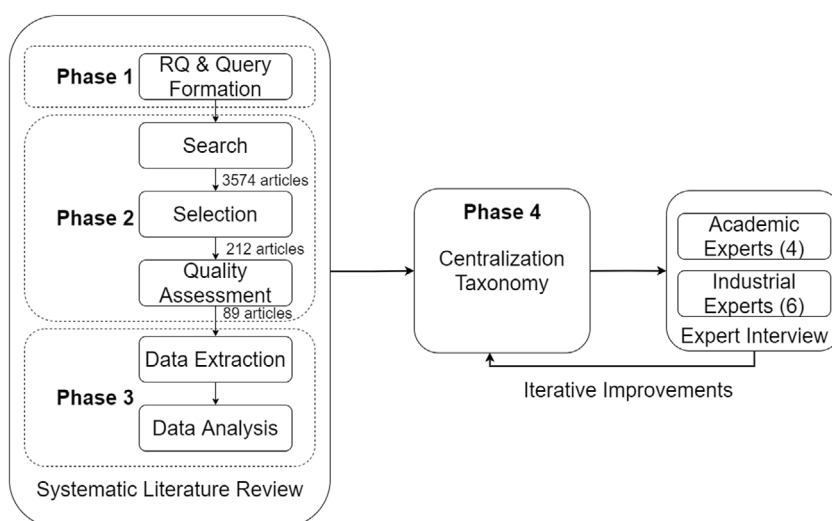 Phase 1
RQ & Query
Formation
Phase 2
Search
3574 articles
Selection
212 articles
Quality
Assessment
89 articles
Phase 3
Data Extraction
Data Analysis
Systematic Literature Review
Phase 4
Centralization
Taxonomy
Academic
Experts (4)
Industrial
Experts (6)
Expert Interview
Iterative Improvements